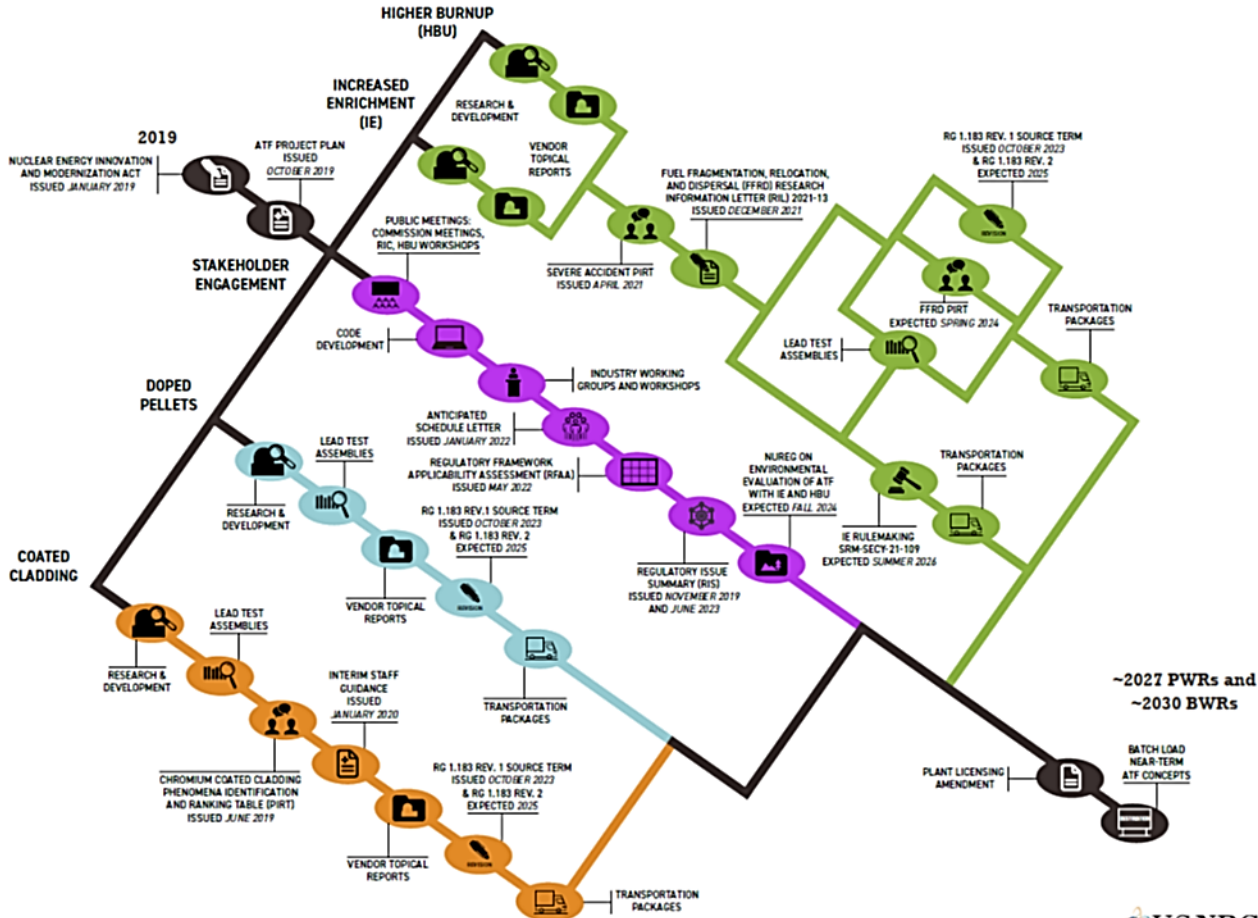 HIGHER BURNUP
(HBU)
INCREASED
ENRICHMENT
(IE)
RESEARCH &
DEVELOPMENT
VENDOR
TOPICAL
REPORTS
2019
NUCLEAR ENERGY INNOVATION
AND MODERNIZATION ACT
ISSUED JANUARY 2019
ATF PROJECT PLAN
ISSUED
OCTOBER 2019
STAKEHOLDER
ENGAGEMENT
PUBLIC MEETINGS:
COMMISSION MEETINGS,
RIC, HBU WORKSHOPS
SEVERE ACCIDENT PIRT
ISSUED APRIL 2021
FUEL FRAGMENTATION, RELOCATION,
AND DISPERSAL (FFRD) RESEARCH
INFORMATION LETTER (RIL) 2021-13
ISSUED DECEMBER 2021
RG 1.183 REV. 1 SOURCE TERM
ISSUED OCTOBER 2023
& RG 1.183 REV. 2
EXPECTED 2025
REVISION
FFRD PIRT
EXPECTED SPRING 2024
LEAD TEST
ASSEMBLIES
TRANSPORTATION
PACKAGES
CODE
DEVELOPMENT
INDUSTRY WORKING
GROUPS AND WORKSHOPS
ANTICIPATED
SCHEDULE LETTER
ISSUED JANUARY 2022
REGULATORY FRAMEWORK
APPLICABILITY ASSESSMENT (RFAA)
ISSUED MAY 2022
NUREG ON
ENVIRONMENTAL
EVALUATION OF ATF
WITH IE AND HBU
EXPECTED FALL 2024
REGULATORY ISSUE
SUMMARY (RIS)
ISSUED NOVEMBER 2019
AND JUNE 2023
TRANSPORTATION
PACKAGES
IE RULEMAKING
SRM-SECY-21-109
EXPECTED SUMMER 2026
DOPED
PELLETS
LEAD TEST
ASSEMBLIES
RESEARCH &
DEVELOPMENT
RG 1.183 REV.1 SOURCE TERM
ISSUED OCTOBER 2023
& RG 1.183 REV. 2
EXPECTED 2025
REVISION
VENDOR TOPICAL
REPORTS
TRANSPORTATION
PACKAGES
COATED
CLADDING
LEAD TEST
ASSEMBLIES
RESEARCH &
DEVELOPMENT
INTERIM STAFF
GUIDANCE
ISSUED
JANUARY 2020
CHROMIUM COATED CLADDING
PHENOMENA IDENTIFICATION
AND RANKING TABLE (PIRT)
ISSUED JUNE 2019
RG 1.183 REV. 1 SOURCE TERM
ISSUED OCTOBER 2023
& RG 1.183 REV. 2
EXPECTED 2025
REVISION
VENDOR TOPICAL
REPORTS
TRANSPORTATION
PACKAGES
~2027 PWRs and
~2030 BWRs
PLANT LICENSING
AMENDMENT
BATCH LOAD
NEAR-TERM
ATF CONCEPTS